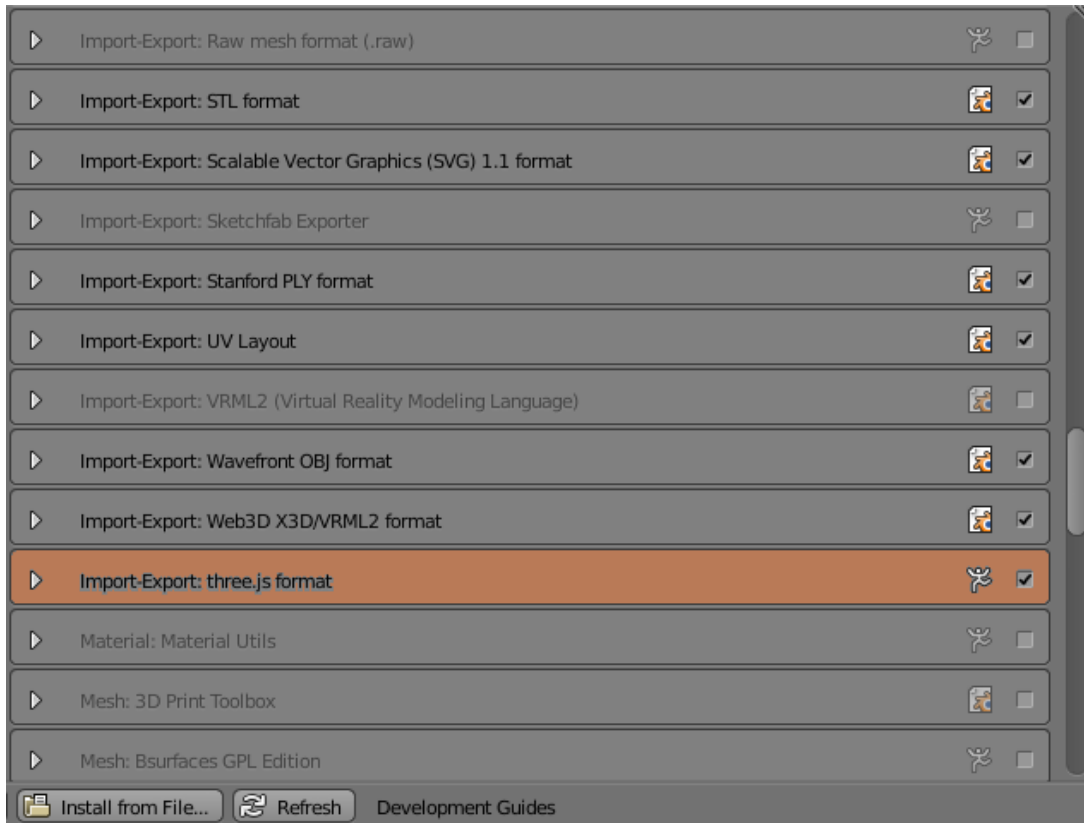 Import-Export: Raw mesh format (.raw)
Import-Export: STL format
Import-Export: Scalable Vector Graphics (SVG) 1.1 format
Import-Export: Sketchfab Exporter
Import-Export: Stanford PLY format
Import-Export: UV Layout
Import-Export: VRML2 (Virtual Reality Modeling Language)
Import-Export: Wavefront OBJ format
Import-Export: Web3D X3D/VRML2 format
Import-Export: three.js format
Material: Material Utils
Mesh: 3D Print Toolbox
Mesh: Bsurfaces GPL Edition
Install from File... Refresh Development Guides